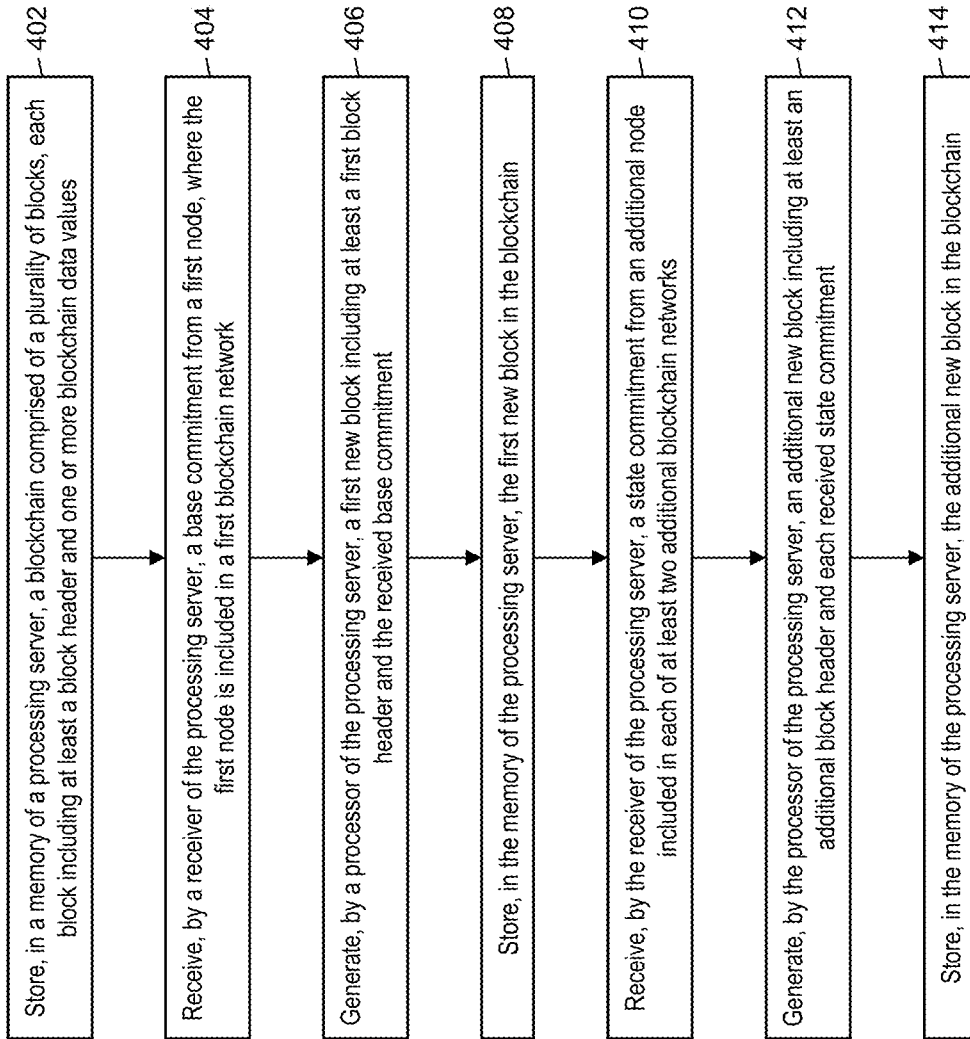 Store, in a memory of a processing server, a blockchain comprised of a plurality of blocks, each
block including at least a block header and one or more blockchain data values
402
Receive, by a receiver of the processing server, a base commitment from a first node, where the
first node is included in a first blockchain network
404
Generate, by a processor of the processing server, a first new block including at least a first block
header and the received base commitment
406
Store, in the memory of the processing server, the first new block in the blockchain
408
Receive, by the receiver of the processing server, a state commitment from an additional node
included in each of at least two additional blockchain networks
410
Generate, by the processor of the processing server, an additional new block including at least an
additional block header and each received state commitment
412
Store, in the memory of the processing server, the additional new block in the blockchain
414